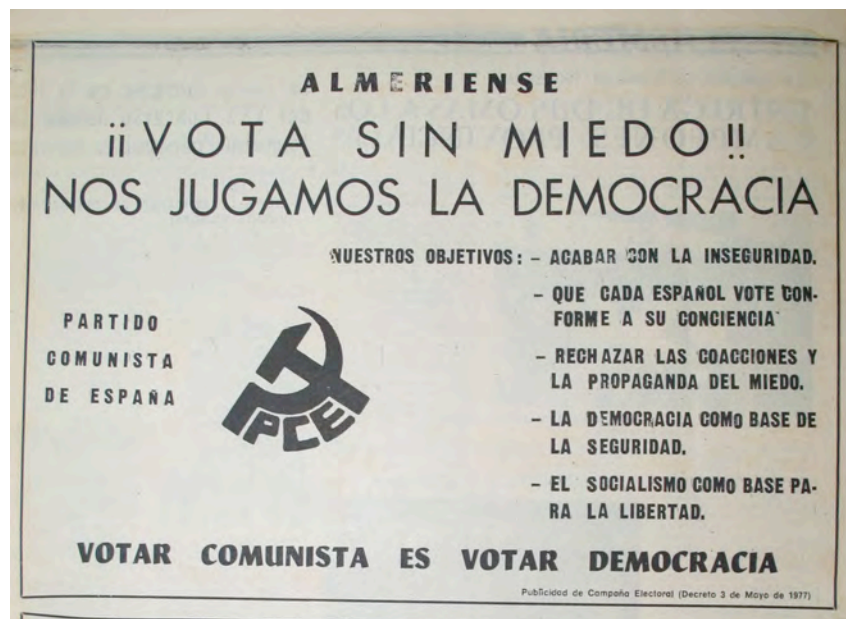 ALMERIENSE
¡¡VOTA SIN MIEDO!!
NOS JUGAMOS LA DEMOCRACIA
NUESTROS OBJETIVOS: - ACABAR CON LA INSEGURIDAD.
- QUE CADA ESPAÑOL VOTE CON-
FORME A SU CONCIENCIA
- RECHAZAR LAS COACCIONES Y
LA PROPAGANDA DEL MIEDO.
- LA DEMOCRACIA COMO BASE DE
LA SEGURIDAD.
- EL SOCIALISMO COMO BASE PA-
RA LA LIBERTAD.
PARTIDO
COMUNISTA
DE ESPAÑA
PCE
VOTAR COMUNISTA ES VOTAR DEMOCRACIA
Publicidad de Campaña Electoral (Decreto 3 de Mayo de 1977)